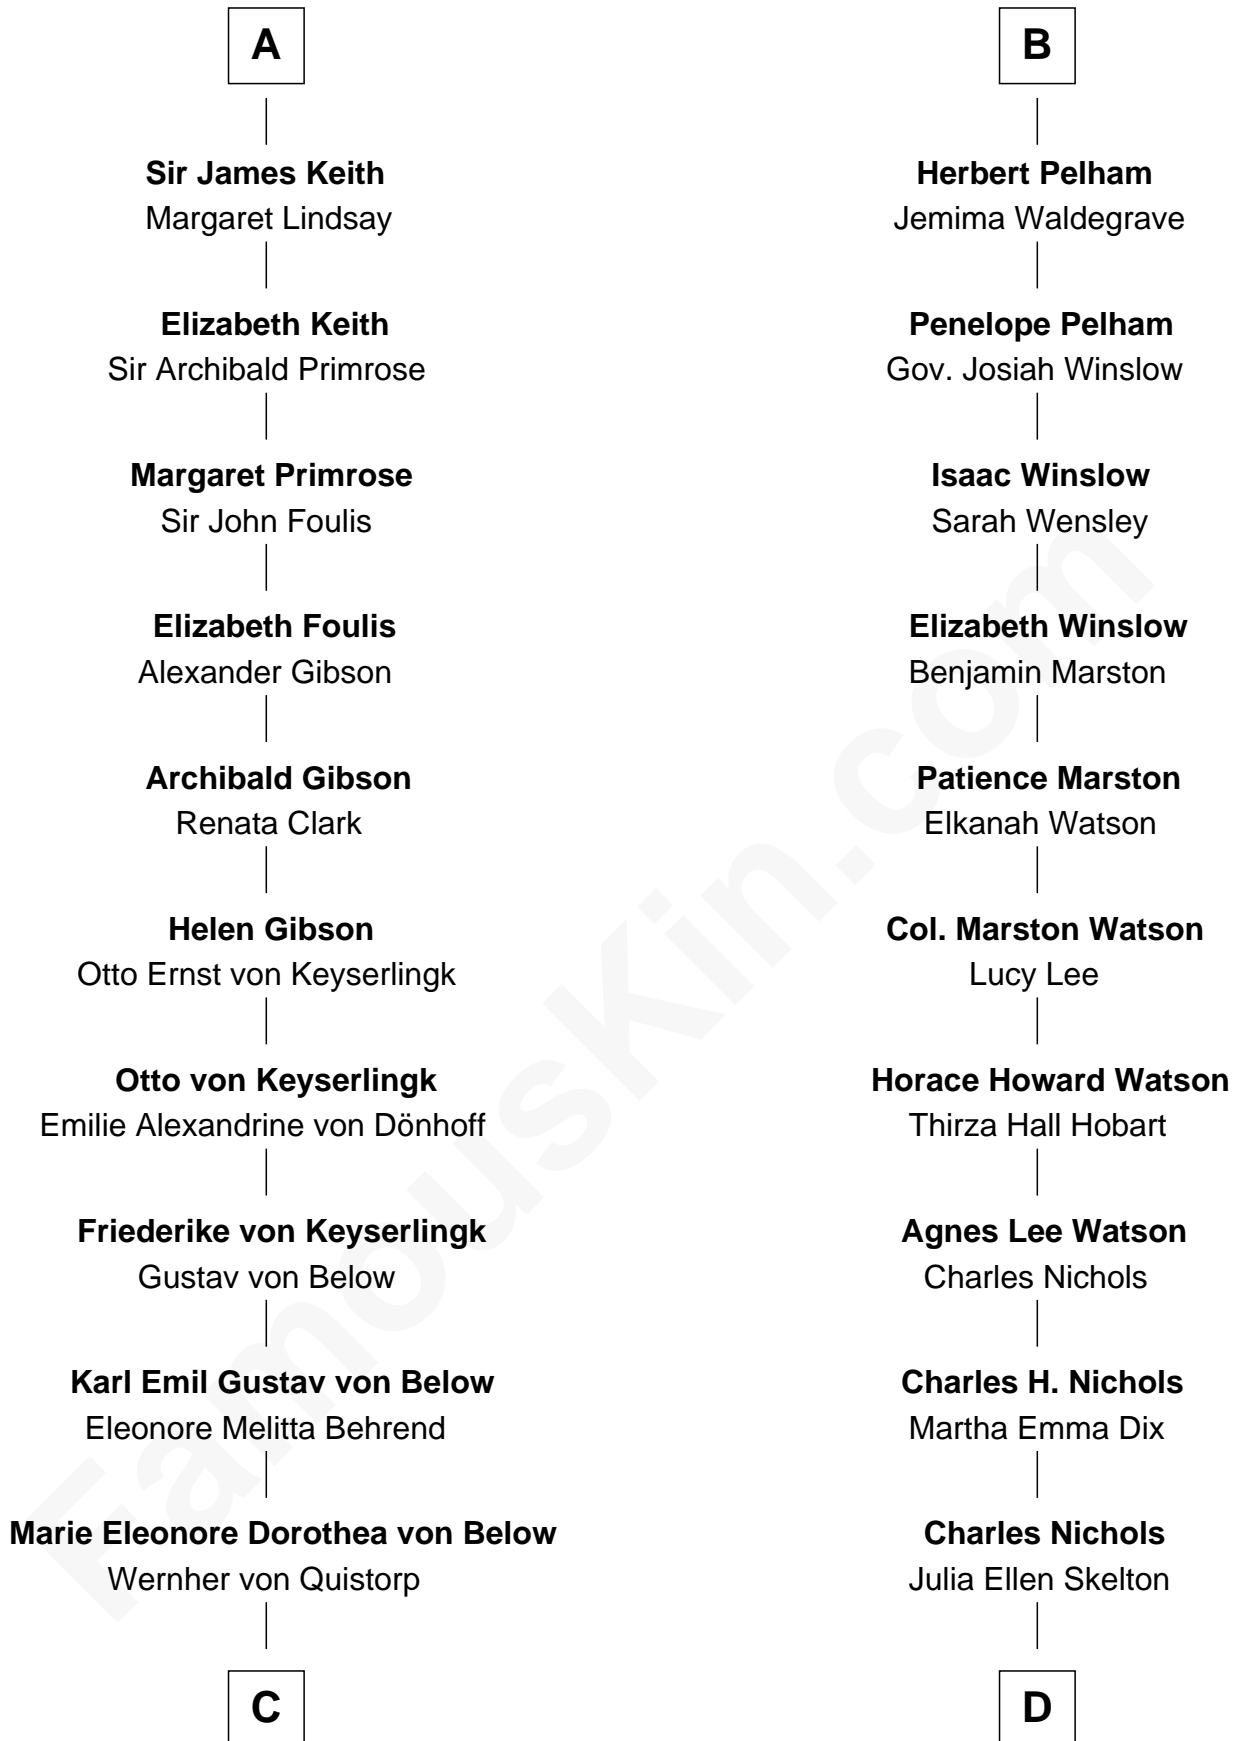 A
Sir James Keith
Margaret Lindsay
Elizabeth Keith
Sir Archibald Primrose
Margaret Primrose
Sir John Foulis
Elizabeth Foulis
Alexander Gibson
Archibald Gibson
Renata Clark
Helen Gibson
Otto Ernst von Keyserlingk
Otto von Keyserlingk
Emilie Alexandrine von Dönhoff
Friederike von Keyserlingk
Gustav von Below
Karl Emil Gustav von Below
Eleonore Melitta Behrend
Marie Eleonore Dorothea von Below
Wernher von Quistorp
C
B
Herbert Pelham
Jemima Waldegrave
Penelope Pelham
Gov. Josiah Winslow
Isaac Winslow
Sarah Wensley
Elizabeth Winslow
Benjamin Marston
Patience Marston
Elkanah Watson
Col. Marston Watson
Lucy Lee
Horace Howard Watson
Thirza Hall Hobart
Agnes Lee Watson
Charles Nichols
Charles H. Nichols
Martha Emma Dix
Charles Nichols
Julia Ellen Skelton
D
FamousKin.com